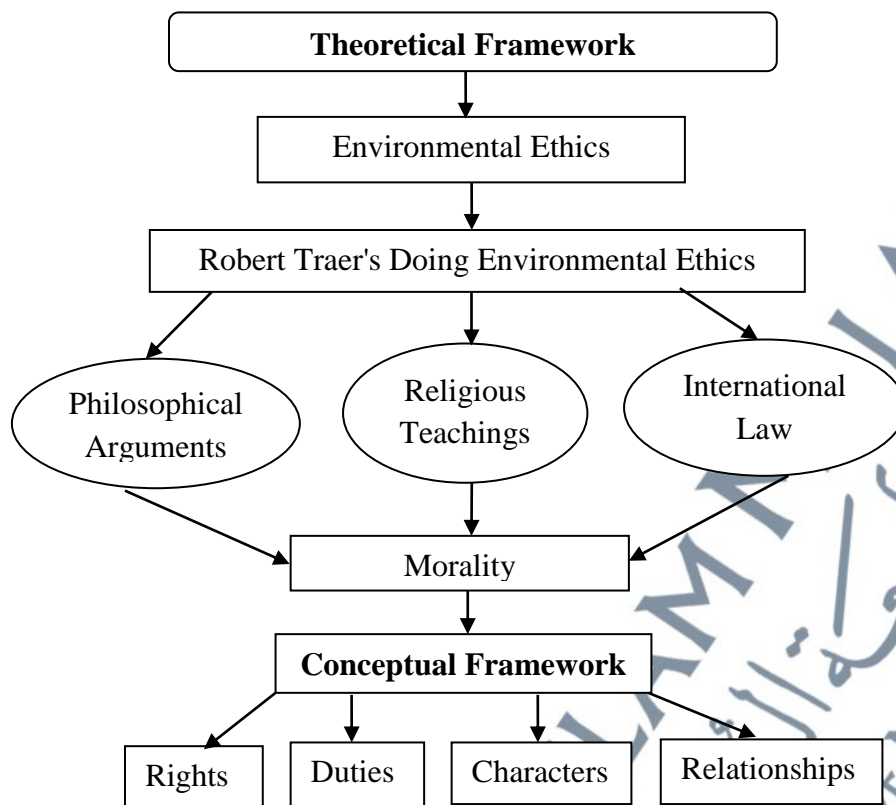 Theoretical Framework
Environmental Ethics
Robert Traer's Doing Environmental Ethics
Philosophical
Arguments
Religious
Teachings
International
Law
Morality
Conceptual Framework
Rights
Duties
Characters
Relationships